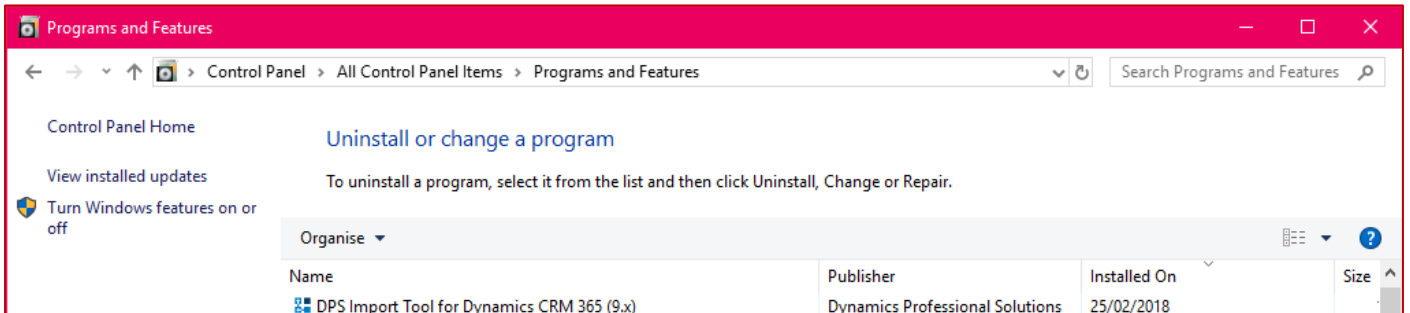 Programs and Features
Control Panel > All Control Panel Items > Programs and Features
Search Programs and Features
Control Panel Home
Uninstall or change a program
View installed updates
To uninstall a program, select it from the list and then click Uninstall, Change or Repair.
Turn Windows features on or
off
Organise
Name Publisher Installed On Size
DPS Import Tool for Dynamics CRM 365 (9.x) Dynamics Professional Solutions 25/02/2018